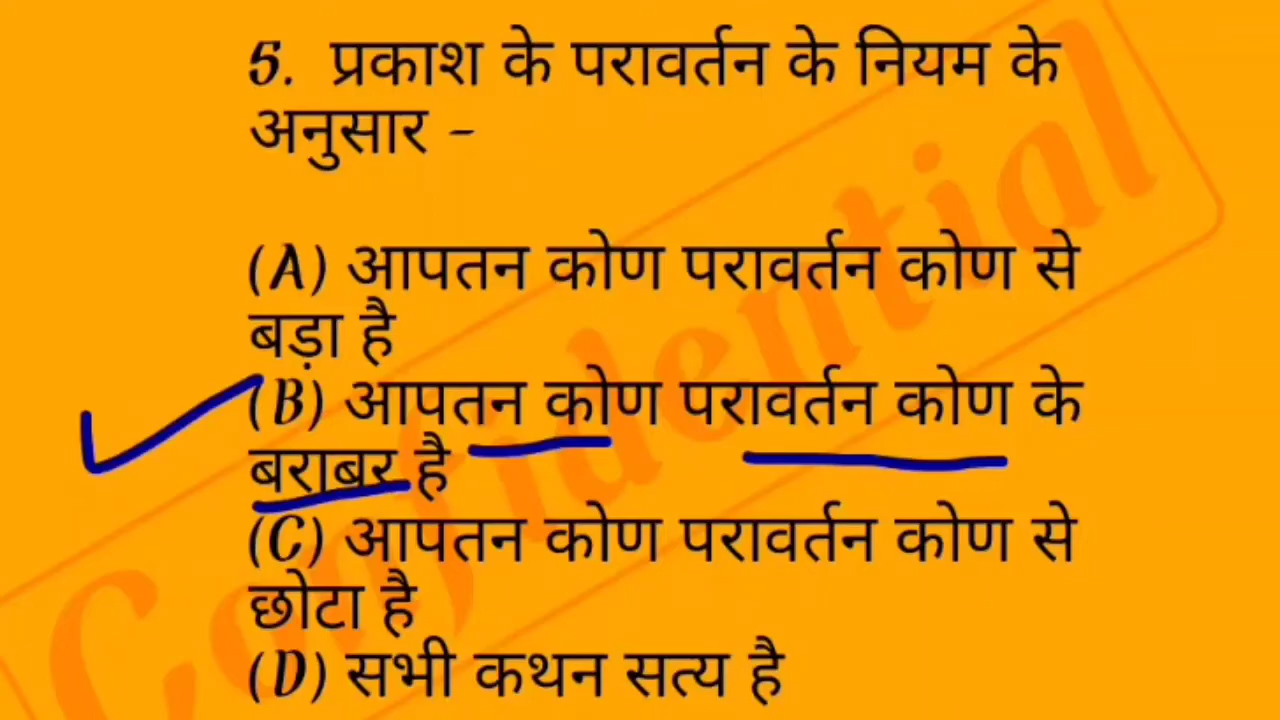 5. प्रकाश के परावर्तन के नियम के
अनुसार -
(A) आपतन कोण परावर्तन कोण से
बड़ा है
(B) आपतन कोण परावर्तन कोण के
बराबर है
(C) आपतन कोण परावर्तन कोण से
छोटा है
(D) सभी कथन सत्य है
Confidential